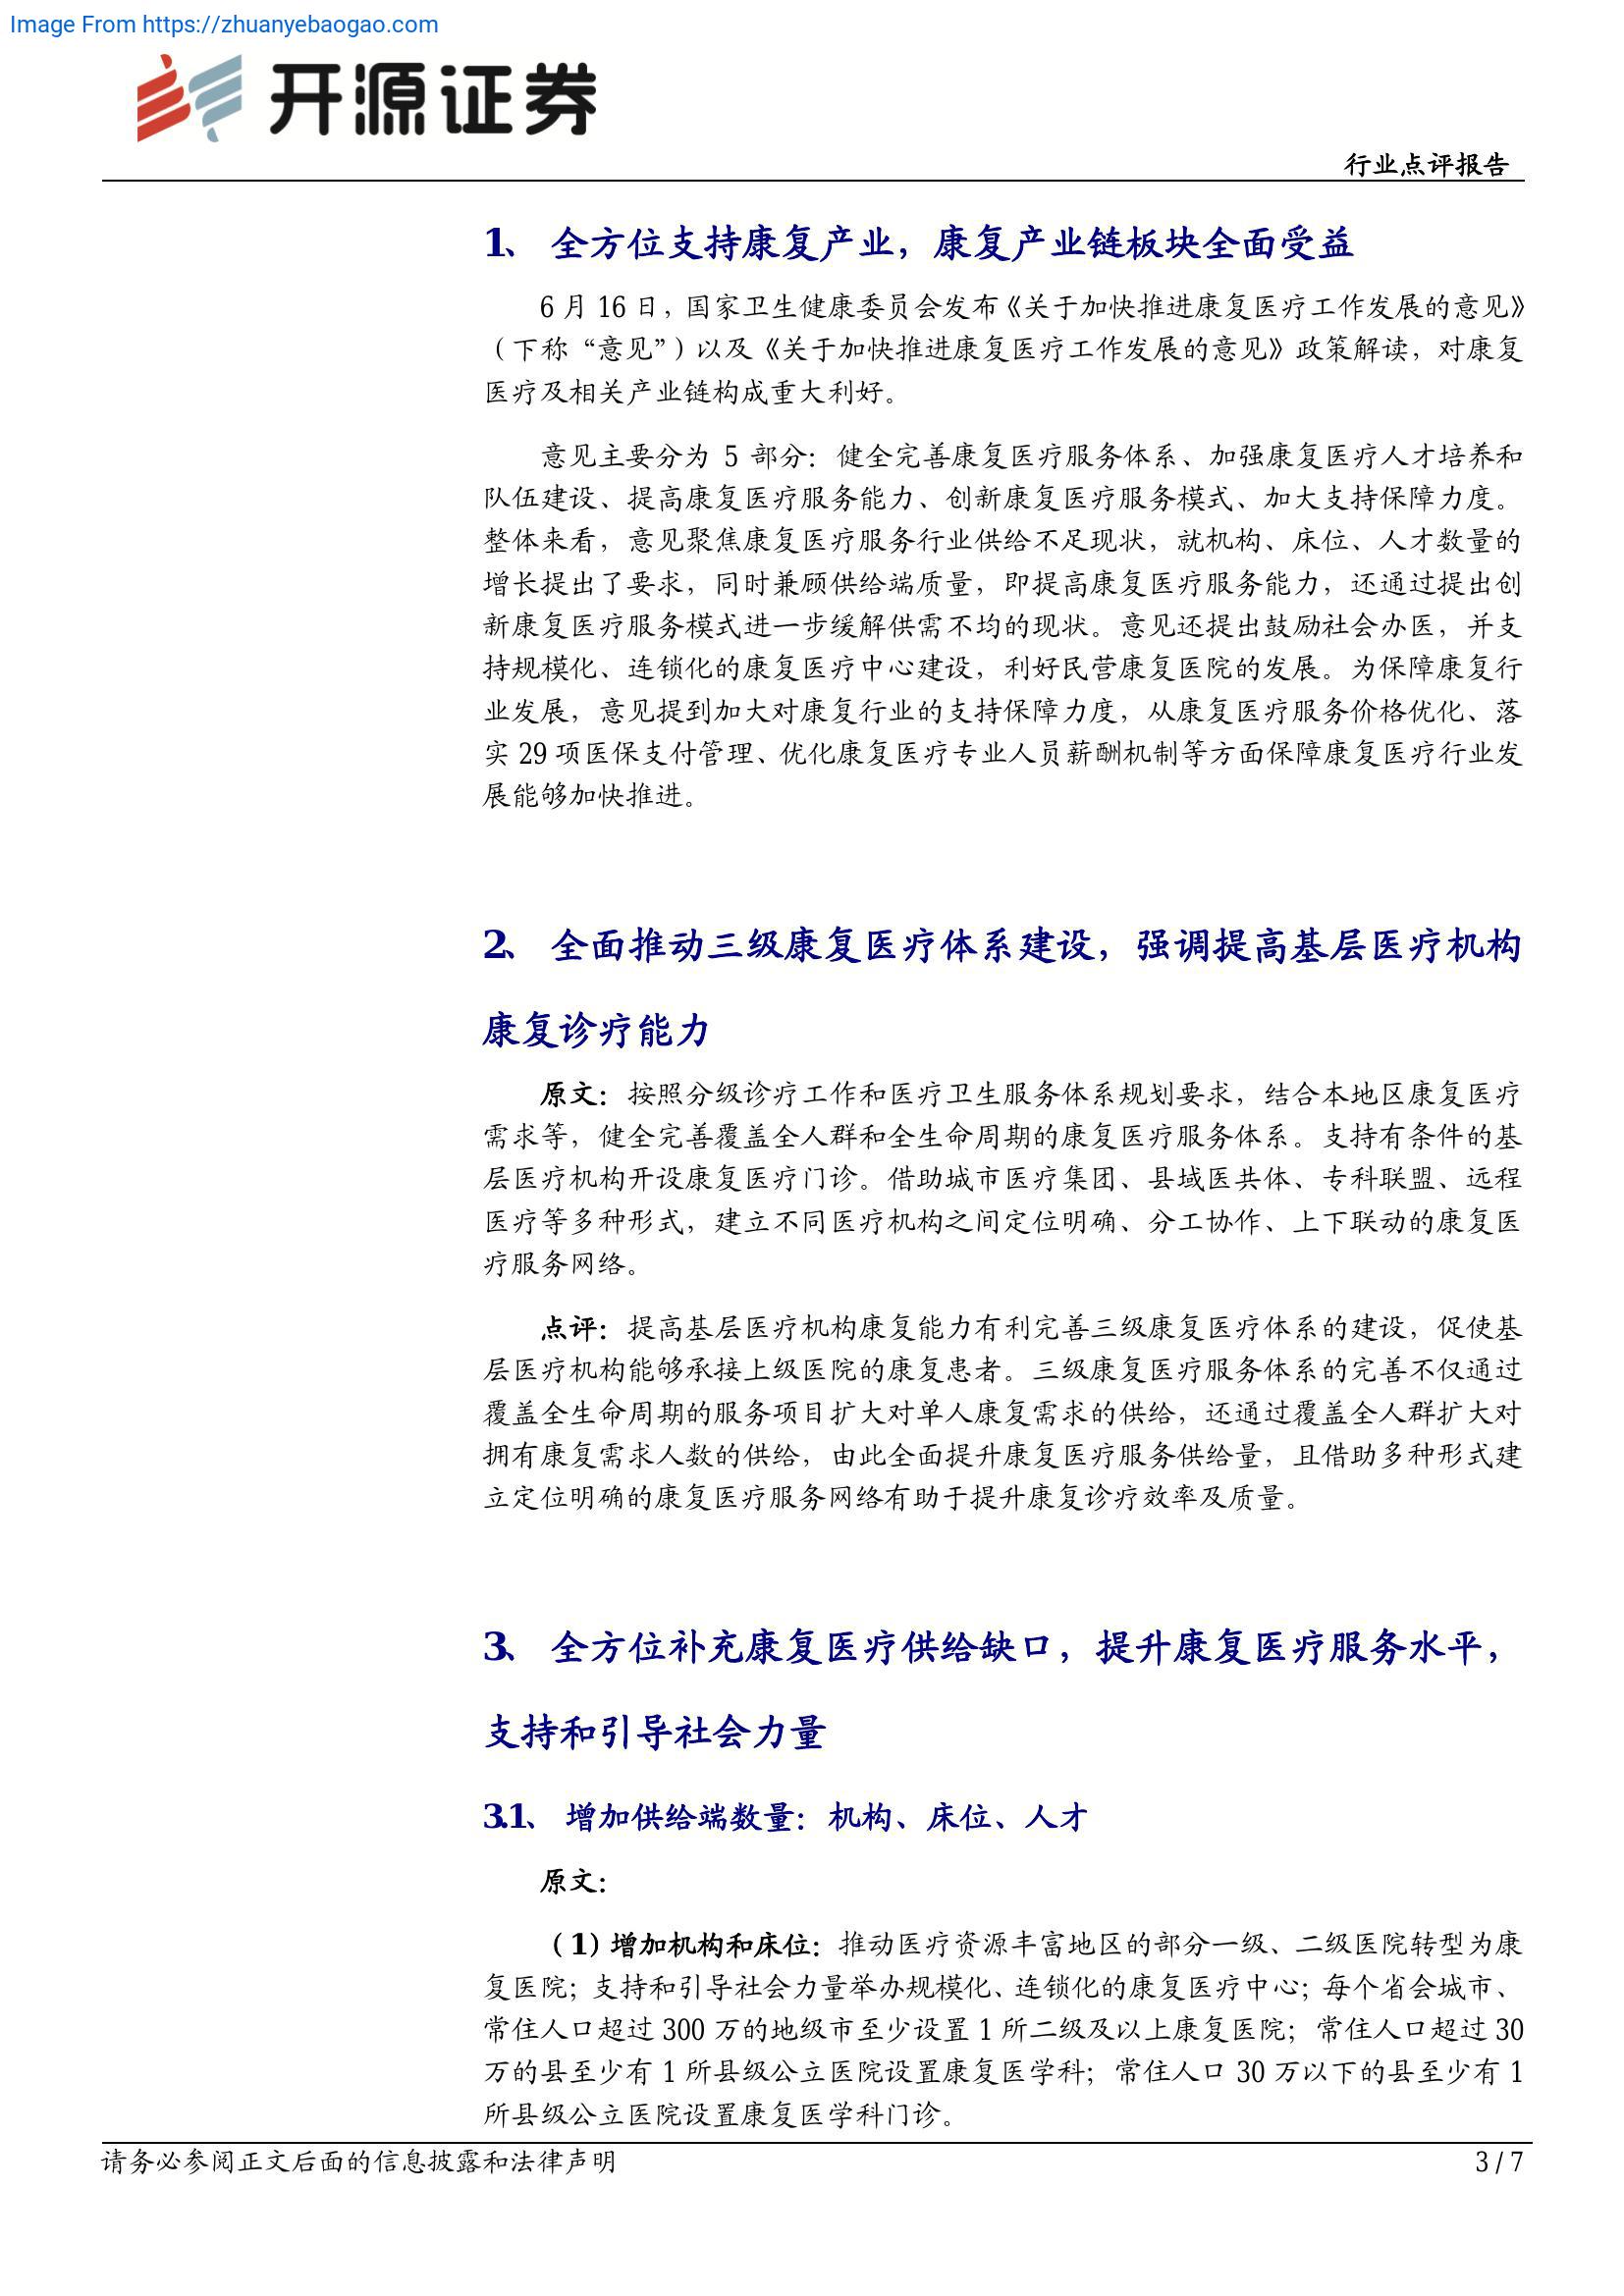 Image From https://zhuanyebaogao.com
开源证券
行业点评报告
1、 全方位支持康复产业，康复产业链板块全面受益
6 月 16 日，国家卫生健康委员会发布《关于加快推进康复医疗工作发展的意见》
（下称“意见”）以及《关于加快推进康复医疗工作发展的意见》政策解读，对康复
医疗及相关产业链构成重大利好。
意见主要分为 5 部分：健全完善康复医疗服务体系、加强康复医疗人才培养和
队伍建设、提高康复医疗服务能力、创新康复医疗服务模式、加大支持保障力度。
整体来看，意见聚焦康复医疗服务行业供给不足现状，就机构、床位、人才数量的
增长提出了要求，同时兼顾供给端质量，即提高康复医疗服务能力，还通过提出创
新康复医疗服务模式进一步缓解供需不均的现状。意见还提出鼓励社会办医，并支
持规模化、连锁化的康复医疗中心建设，利好民营康复医院的发展。为保障康复行
业发展，意见提到加大对康复行业的支持保障力度，从康复医疗服务价格优化、落
实 29 项医保支付管理、优化康复医疗专业人员薪酬机制等方面保障康复医疗行业发
展能够加快推进。
2、 全面推动三级康复医疗体系建设，强调提高基层医疗机构
康复诊疗能力
原文：按照分级诊疗工作和医疗卫生服务体系规划要求，结合本地区康复医疗
需求等，健全完善覆盖全人群和全生命周期的康复医疗服务体系。支持有条件的基
层医疗机构开设康复医疗门诊。借助城市医疗集团、县域医共体、专科联盟、远程
医疗等多种形式，建立不同医疗机构之间定位明确、分工协作、上下联动的康复医
疗服务网络。
点评：提高基层医疗机构康复能力有利完善三级康复医疗体系的建设，促使基
层医疗机构能够承接上级医院的康复患者。三级康复医疗服务体系的完善不仅通过
覆盖全生命周期的服务项目扩大对单人康复需求的供给，还通过覆盖全人群扩大对
拥有康复需求人数的供给，由此全面提升康复医疗服务供给量，且借助多种形式建
立定位明确的康复医疗服务网络有助于提升康复诊疗效率及质量。
3、 全方位补充康复医疗供给缺口，提升康复医疗服务水平，
支持和引导社会力量
3.1、 增加供给端数量：机构、床位、人才
原文：
（1）增加机构和床位：推动医疗资源丰富地区的部分一级、二级医院转型为康
复医院；支持和引导社会力量举办规模化、连锁化的康复医疗中心；每个省会城市、
常住人口超过 300 万的地级市至少设置 1 所二级及以上康复医院；常住人口超过 30
万的县至少有 1 所县级公立医院设置康复医学科；常住人口 30 万以下的县至少有 1
所县级公立医院设置康复医学科门诊。
请务必参阅正文后面的信息披露和法律声明
3 / 7